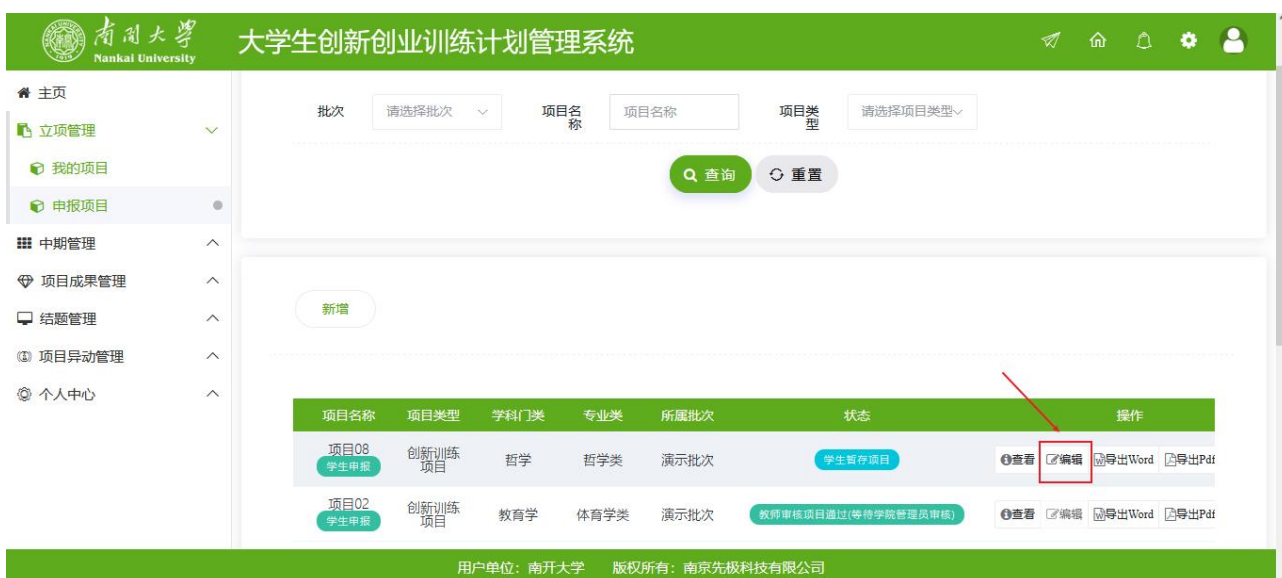 南开大学
Nankai University
大学生创新创业训练计划管理系统
主页
立项管理
我的项目
申报项目
中期管理
项目成果管理
结题管理
项目异动管理
个人中心
批次 请选择批次 项目名称 项目名称 项目类型 请选择项目类型
查询 重置
新增
项目名称 项目类型 学科门类 专业类 所属批次 状态 操作
项目08 学生申报 创新训练项目 哲学 哲学类 演示批次 学生暂存项目 查看 编辑 导出Word 导出Pdf
项目02 学生申报 创新训练项目 教育学 体育学类 演示批次 教师审核项目通过(等待学院管理员审核) 查看 编辑 导出Word 导出Pdf
用户单位：南开大学 版权所有：南京先极科技有限公司